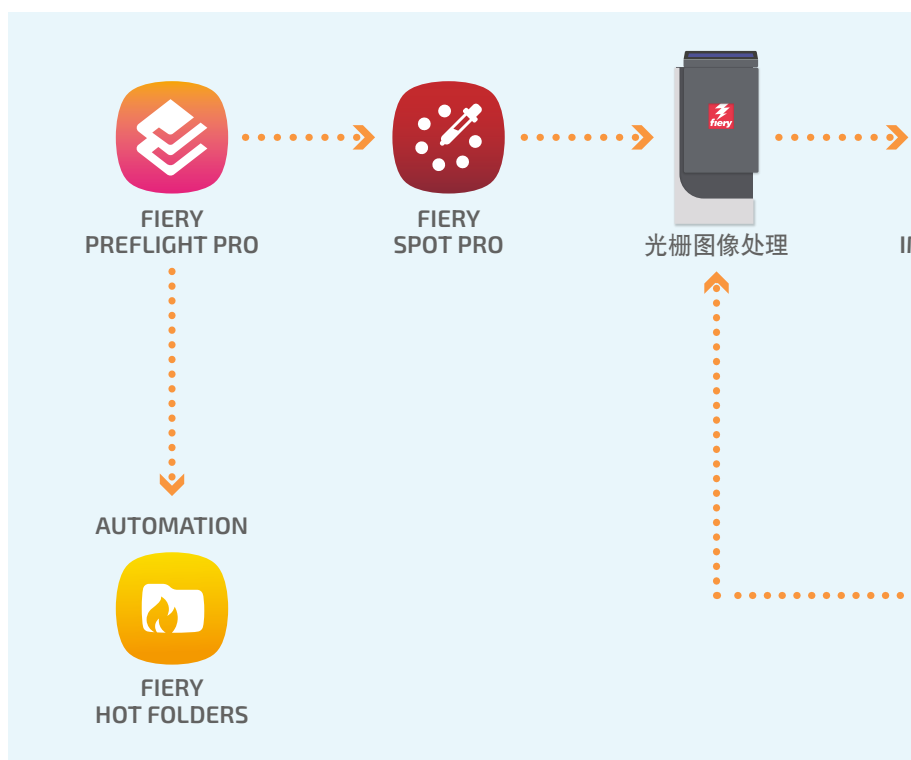 FIERY
PREFLIGHT PRO
FIERY
SPOT PRO
fiery
光栅图像处理
AUTOMATION
FIERY
HOT FOLDERS